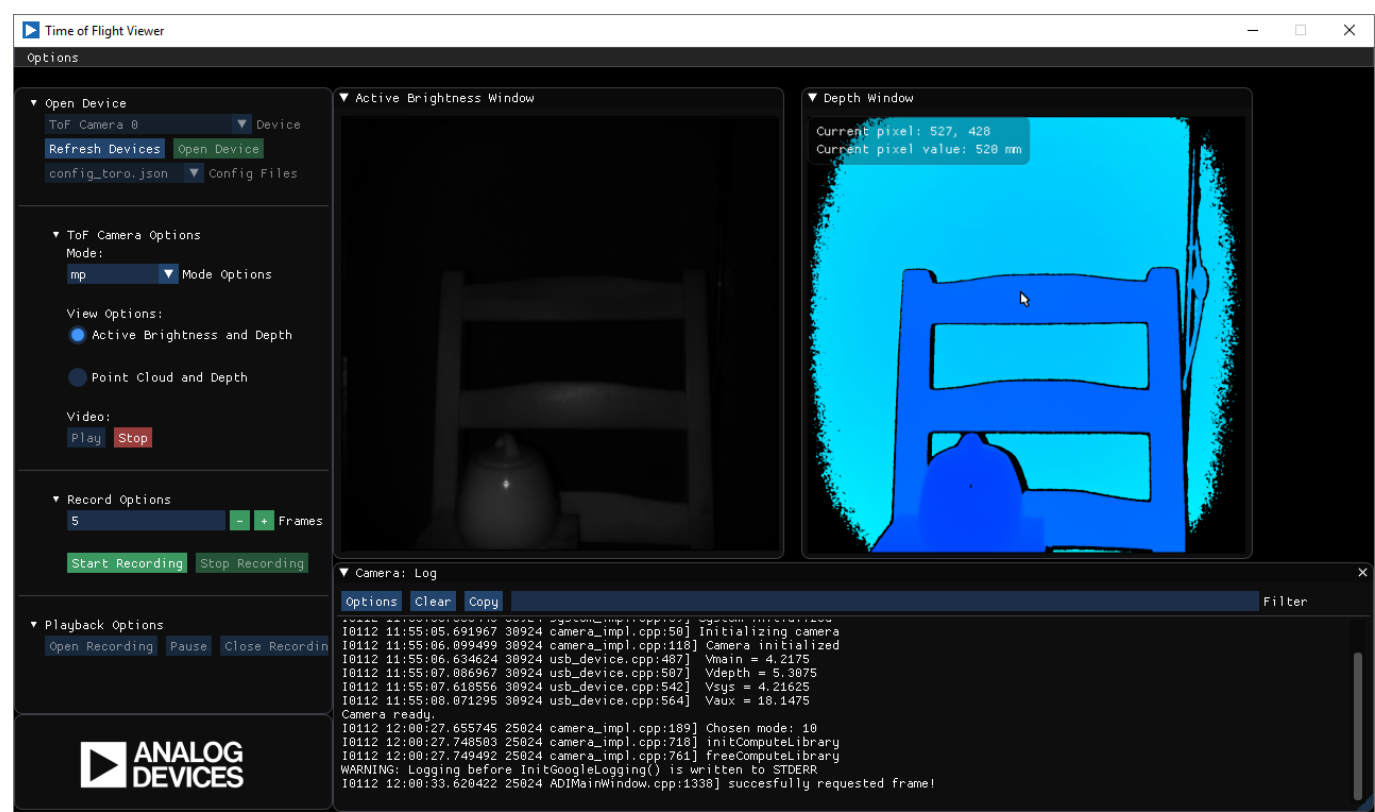 Time of Flight Viewer
Options
Open Device
ToF Camera 0 Device
Refresh Devices Open Device
config_toro.json Config Files
ToF Camera Options
Mode:
mp Mode Options
View Options:
Active Brightness and Depth
Point Cloud and Depth
Video:
Play Stop
Record Options
5 - + Frames
Start Recording Stop Recording
Playback Options
Open Recording Pause Close Recordin
ANALOG
DEVICES
Active Brightness Window
Depth Window
Current pixel: 527, 428
Current pixel value: 528 mm
Camera: Log
Options Clear Copy Filter
I0112 11:55:05.691967 30924 camera_impl.cpp:50] Initializing camera
I0112 11:55:06.099499 30924 camera_impl.cpp:118] Camera initialized
I0112 11:55:06.634624 30924 usb_device.cpp:487] Vmain = 4.2175
I0112 11:55:07.086967 30924 usb_device.cpp:507] Vdepth = 5.3075
I0112 11:55:07.618556 30924 usb_device.cpp:542] Vsys = 4.21625
I0112 11:55:08.071295 30924 usb_device.cpp:564] Vaux = 18.1475
Camera ready.
I0112 12:00:27.655745 25024 camera_impl.cpp:189] Chosen mode: 10
I0112 12:00:27.748503 25024 camera_impl.cpp:718] initComputeLibrary
I0112 12:00:27.749492 25024 camera_impl.cpp:761] freeComputeLibrary
WARNING: Logging before InitGoogleLogging() is written to STDERR
I0112 12:00:33.620422 25024 ADIMainWindow.cpp:1338] succesfully requested frame!